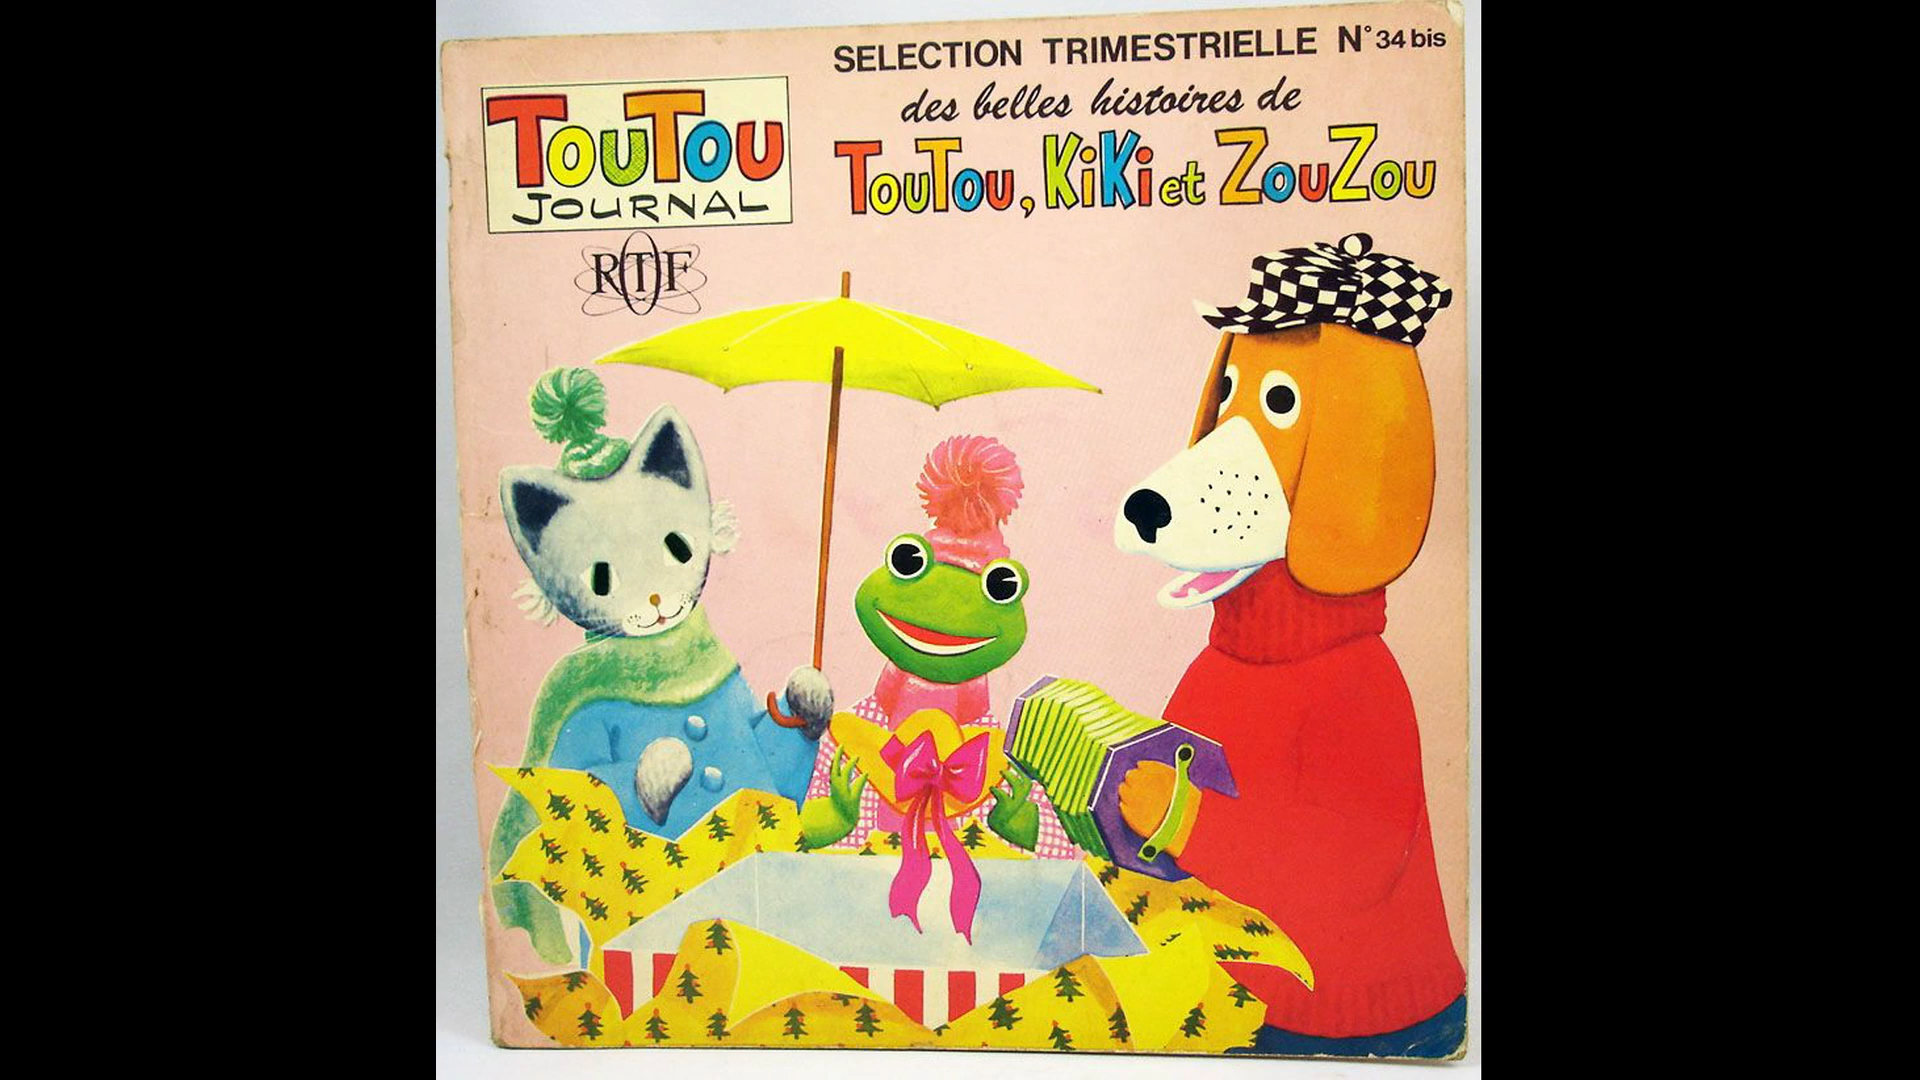 SELECTION TRIMESTRIELLE N° 34 bis
des belles histoires de
TouTou, KiKi et ZouZou
TouTou
JOURNAL
RTF